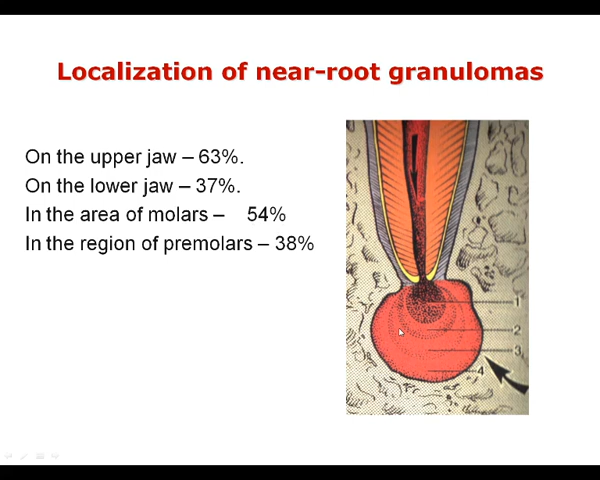 Localization of near-root granulomas
On the upper jaw – 63%.
On the lower jaw – 37%.
In the area of molars – 54%
In the region of premolars – 38%
1
2
3
4